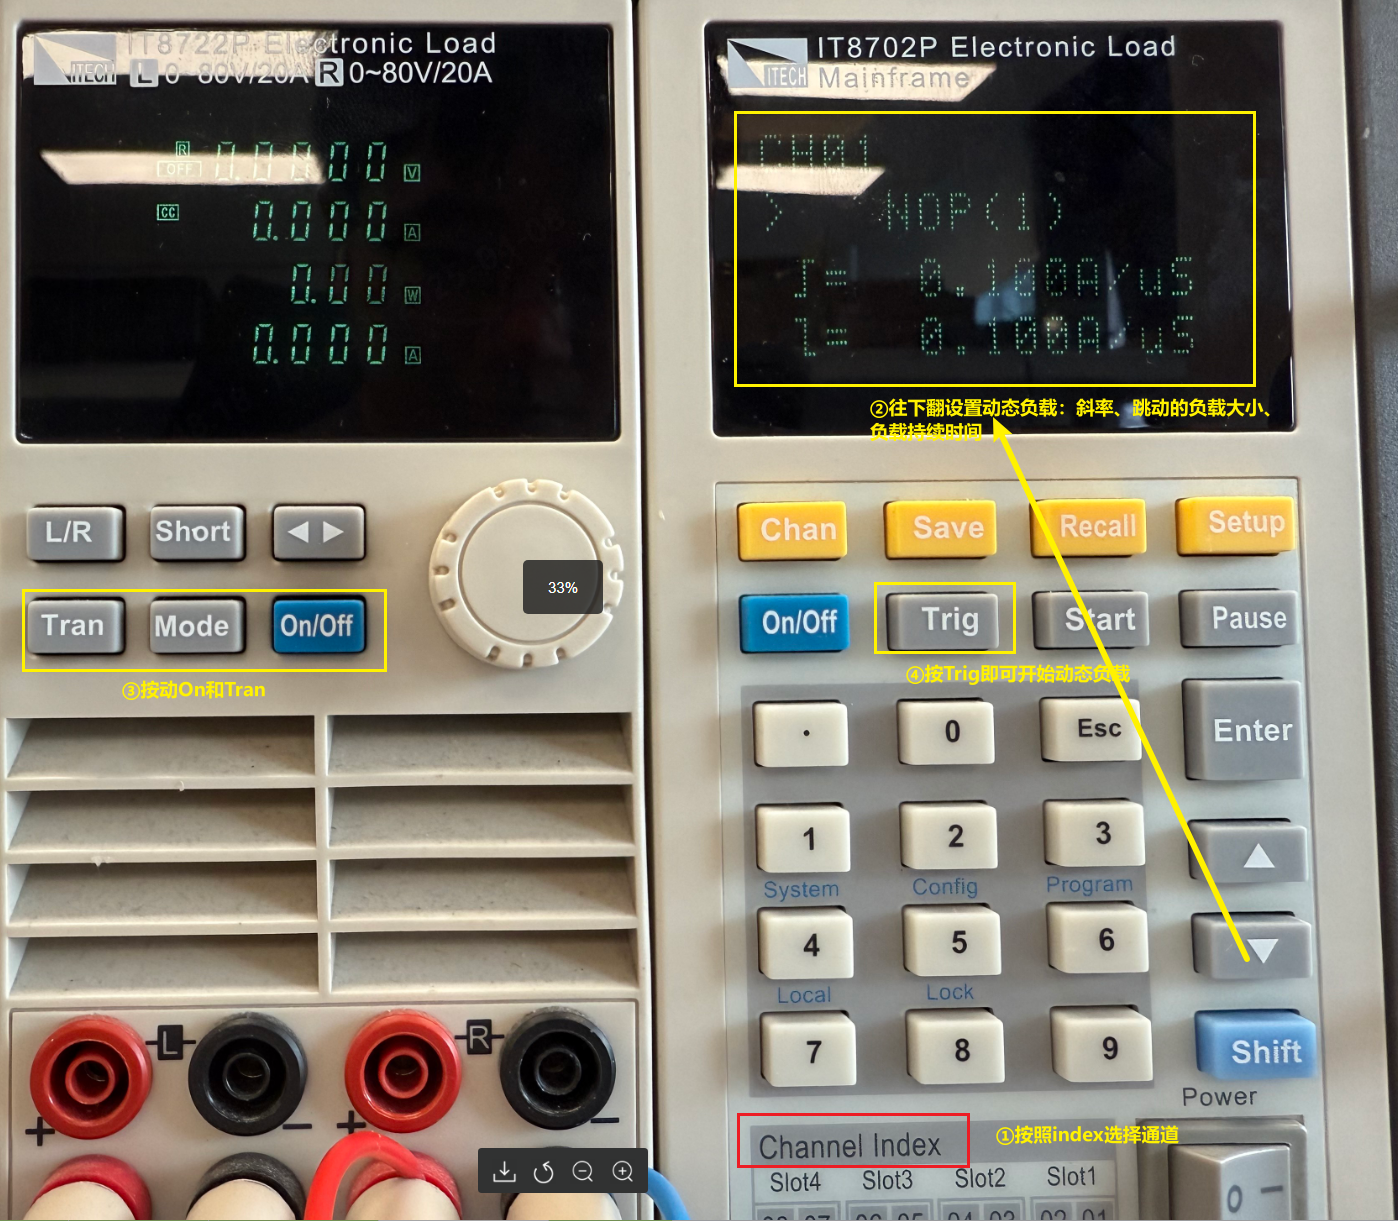 ITECH
IT8722P Electronic Load
L 0~80V/20A R 0~80V/20A
R
OFF
0.0000 V
CC
0.000 A
0.00 W
0.000 A
ITECH
IT8702P Electronic Load
Mainframe
CH01
> NOP(1)
= 0.100A/uS
= 0.100A/uS
②往下翻设置动态负载：斜率、跳动的负载大小、
负载持续时间
L/R Short ◀ ▶
Tran Mode On/Off
③按动On和Tran
33%
Chan Save Recall Setup
On/Off Trig Start Pause
④按Trig即可开始动态负载
. 0 Esc Enter
1 2 3
System Config Program
4 5 6
Local Lock
7 8 9 Shift
Power
L R
+ − + −
Channel Index
①按照index选择通道
Slot4 Slot3 Slot2 Slot1